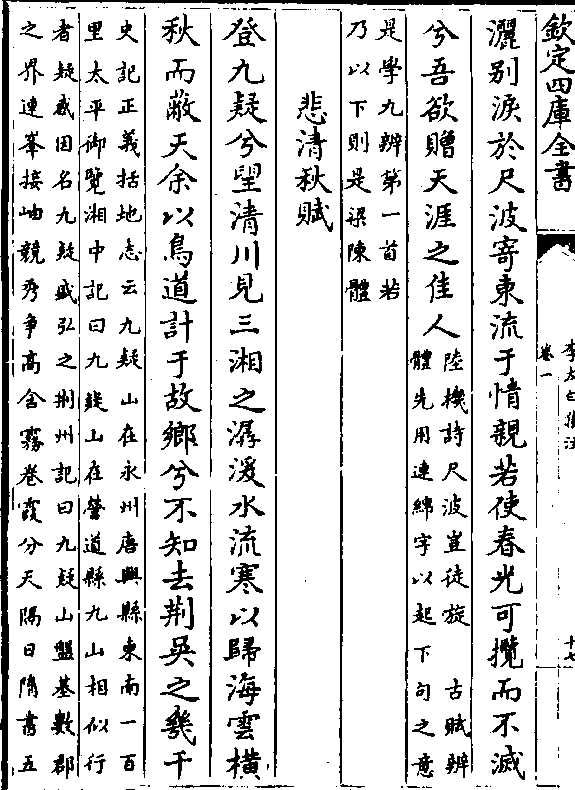 欽定四庫全書
李太白集注
卷一
十七
灑别淚於尺波寄東流于情親若使春光可攬而不滅
兮吾欲贈天涯之佳人
陸機詩尺波豈徒旋 古賦辨
體先用連綿字以起下句之意
是學九辨第一首若
乃以下則是梁陳體
悲清秋賦
登九疑兮望清川見三湘之潺湲水流寒以歸海雲横
秋而蔽天余以鳥道計于故鄉兮不知去荆吳之幾千
史記正義括地志云九疑山在永州唐興縣東南一百
里太平御覽湘中記曰九疑山在營道縣九山相似行
者疑惑因名九疑盛弘之荆州記曰九疑山盤基數郡
之界連峯接岫競秀争高含霧卷霞分天隔日隋書五